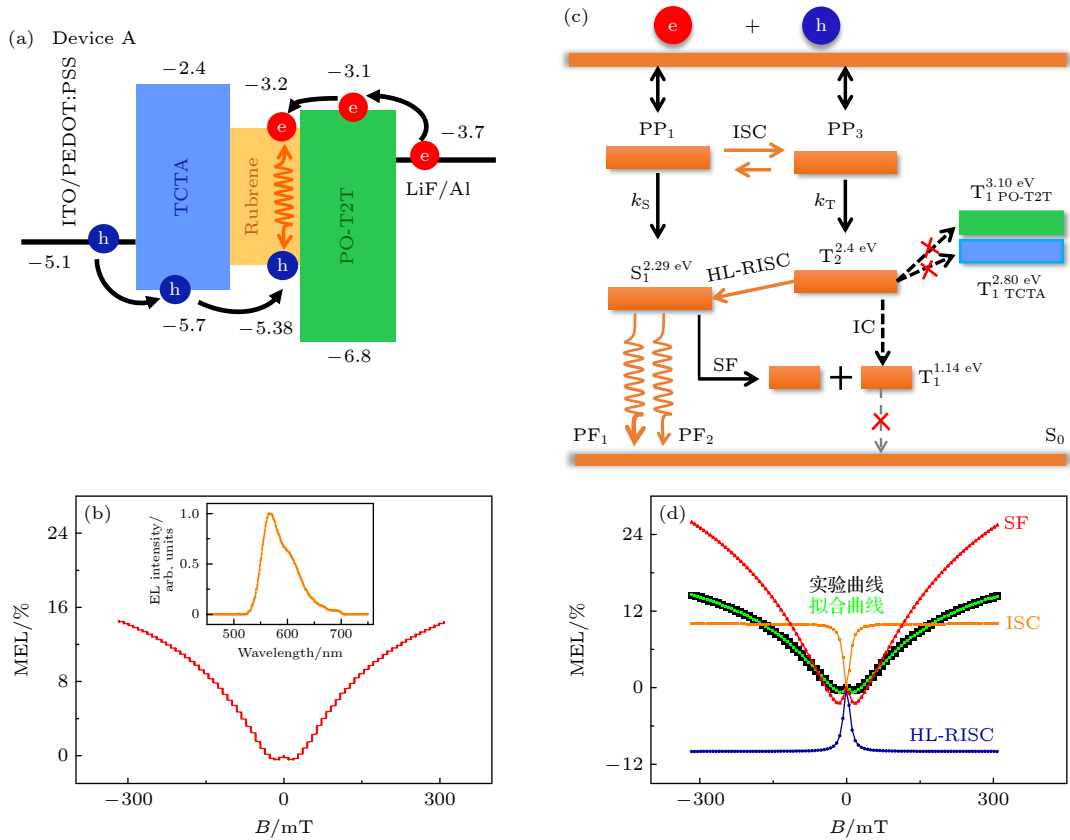 (a) Device A
−2.4
−3.2
−3.1
−3.7
ITO/PEDOT:PSS
TCTA
Rubrene
PO-T2T
LiF/Al
e
e
e
h
h
h
−5.1
−5.7
−5.38
−6.8
(c)
e + h
PP1
ISC
PP3
kS
kT
T1 PO-T2T 3.10 eV
T1 TCTA 2.80 eV
T2 2.4 eV
S1 2.29 eV
HL-RISC
IC
SF
+
T1 1.14 eV
PF1
PF2
S0
(b)
MEL/%
24
16
8
0
−300
0
300
B/mT
EL intensity/
arb. units
1.0
0.5
0
500
600
700
Wavelength/nm
(d)
MEL/%
24
12
0
−12
−300
0
300
B/mT
SF
实验曲线
拟合曲线
ISC
HL-RISC